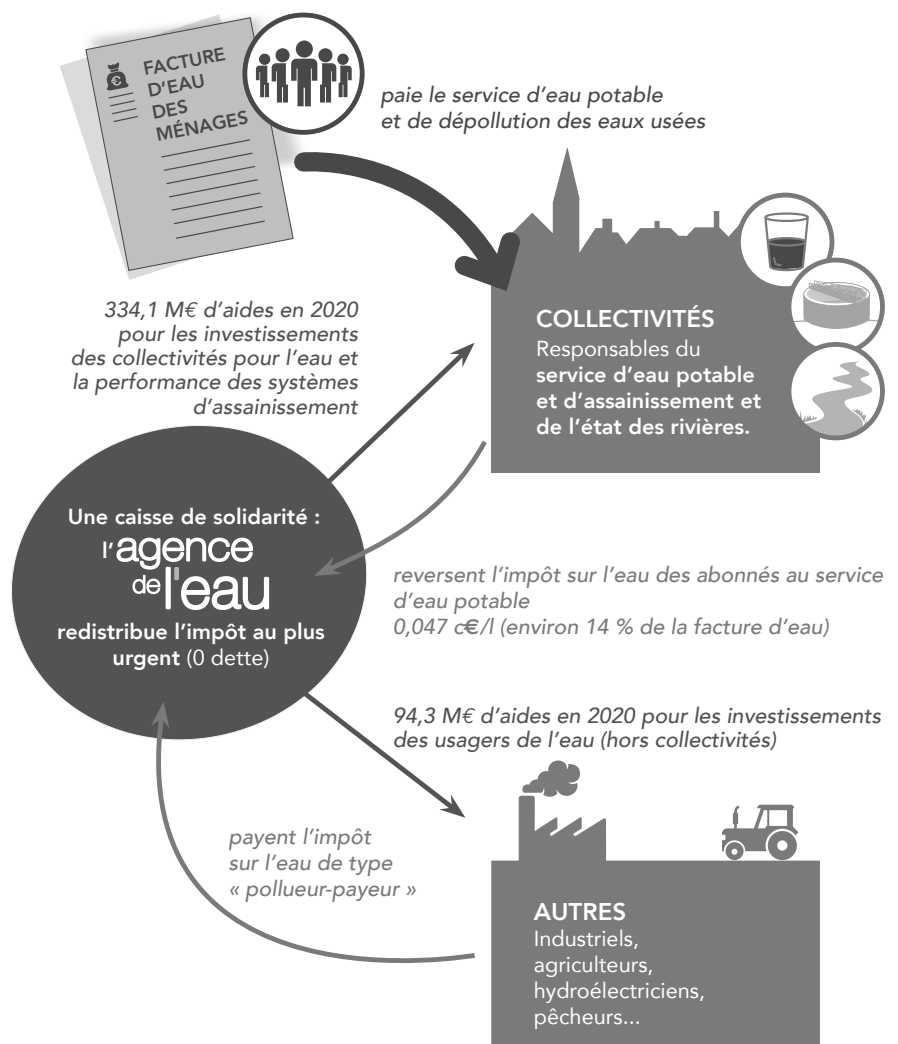 FACTURE
D'EAU
DES
MÉNAGES
paie le service d'eau potable
et de dépollution des eaux usées
334,1 M€ d'aides en 2020
pour les investissements
des collectivités pour l'eau et
la performance des systèmes
d'assainissement
COLLECTIVITÉS
Responsables du
service d'eau potable
et d'assainissement et
de l'état des rivières.
Une caisse de solidarité :
l'agence
de l'eau
redistribue l'impôt au plus
urgent (0 dette)
reversent l'impôt sur l'eau des abonnés au service
d'eau potable
0,047 c€/l (environ 14 % de la facture d'eau)
94,3 M€ d'aides en 2020 pour les investissements
des usagers de l'eau (hors collectivités)
payent l'impôt
sur l'eau de type
« pollueur-payeur »
AUTRES
Industriels,
agriculteurs,
hydroélectriciens,
pêcheurs...